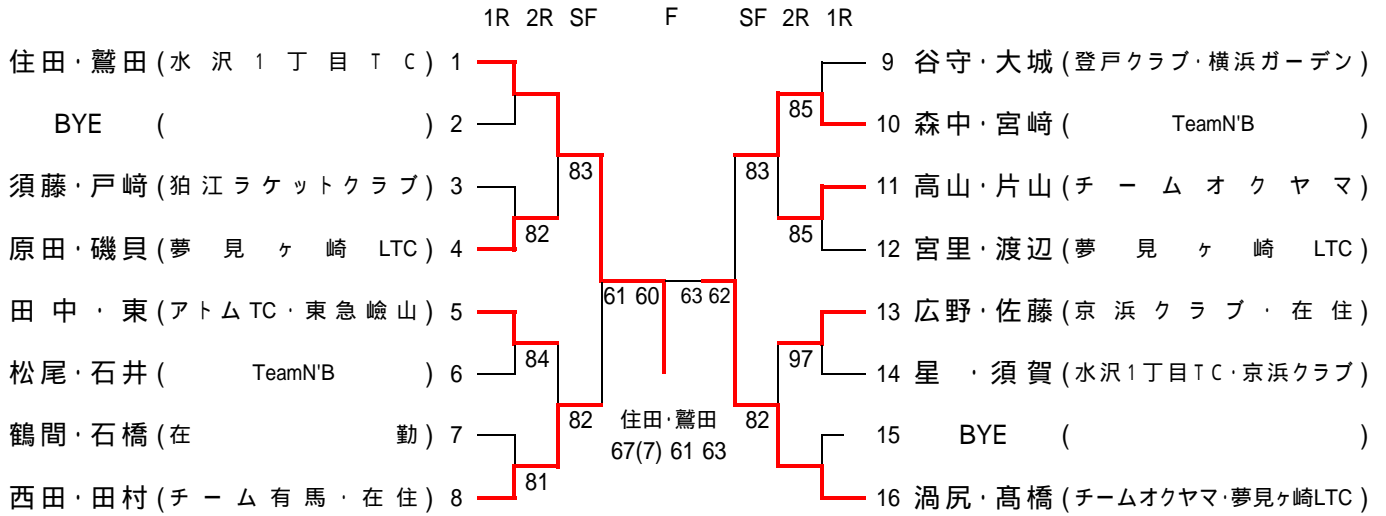 1R 2R SF F SF 2R 1R
住田・鷲田 (水沢1丁目TC) 1
BYE ( ) 2
83
須藤・戸﨑 (狛江ラケットクラブ) 3
82
原田・磯貝 (夢見ヶ崎LTC) 4
61 60
田中・東 (アトムTC・東急嶮山) 5
84
松尾・石井 (TeamN'B) 6
82
鶴間・石橋 (在勤) 7
81
西田・田村 (チーム有馬・在住) 8
住田・鷲田
67(7) 61 63
9 谷守・大城 (登戸クラブ・横浜ガーデン)
85
10 森中・宮﨑 (TeamN'B)
83
11 高山・片山 (チームオクヤマ)
85
12 宮里・渡辺 (夢見ヶ崎LTC)
63 62
13 広野・佐藤 (京浜クラブ・在住)
97
14 星・須賀 (水沢1丁目TC・京浜クラブ)
82
15 BYE ( )
16 渦尻・髙橋 (チームオクヤマ・夢見ヶ崎LTC)